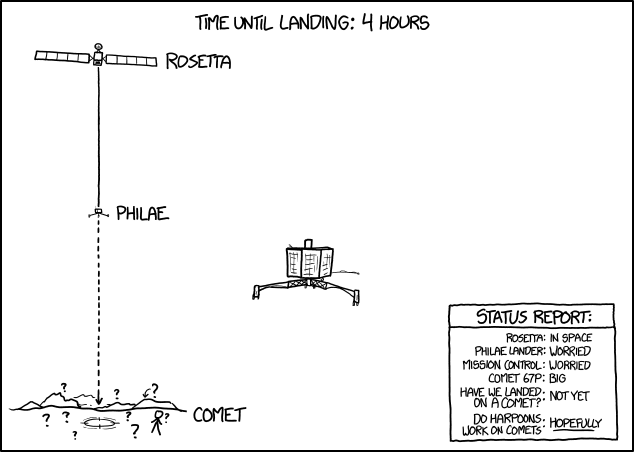 TIME UNTIL LANDING: 4 HOURS
ROSETTA
PHILAE
? ? ?
COMET
? ? ? ? ?
STATUS REPORT:
ROSETTA: IN SPACE
PHILAE LANDER: WORRIED
MISSION CONTROL: WORRIED
COMET 67P: BIG
HAVE WE LANDED
ON A COMET?: NOT YET
DO HARPOONS
WORK ON COMETS?: HOPEFULLY